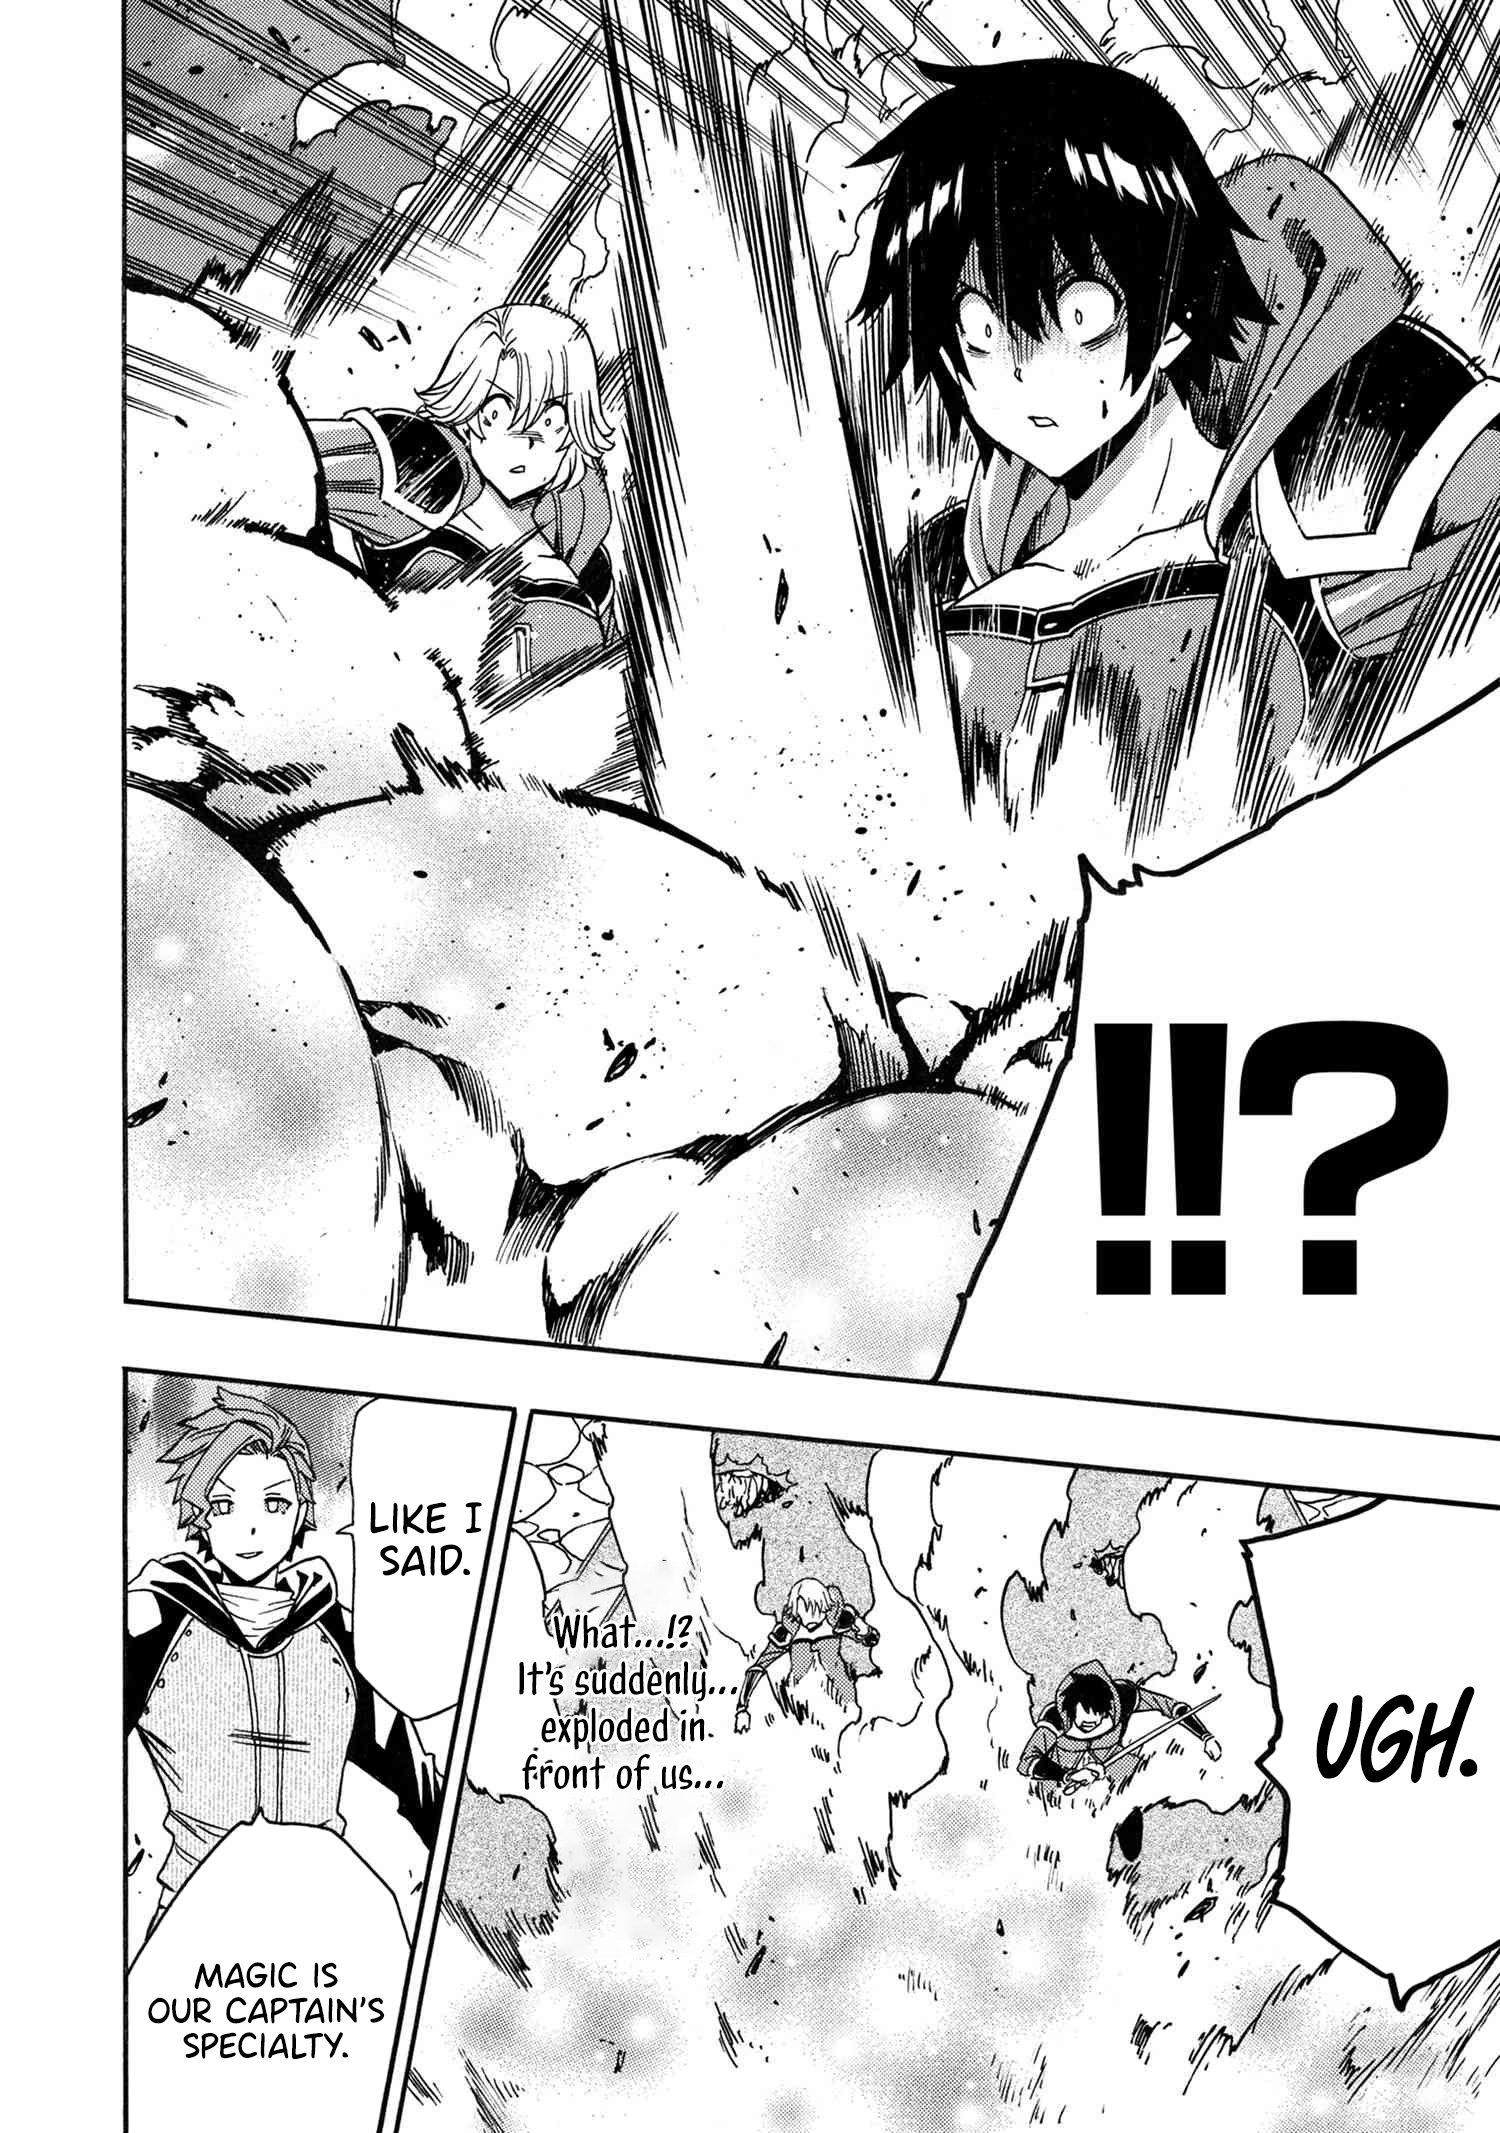 !!?
UGH.
What...!?
It's suddenly...
exploded in
front of us...
LIKE I
SAID.
MAGIC IS
OUR CAPTAIN'S
SPECIALTY.